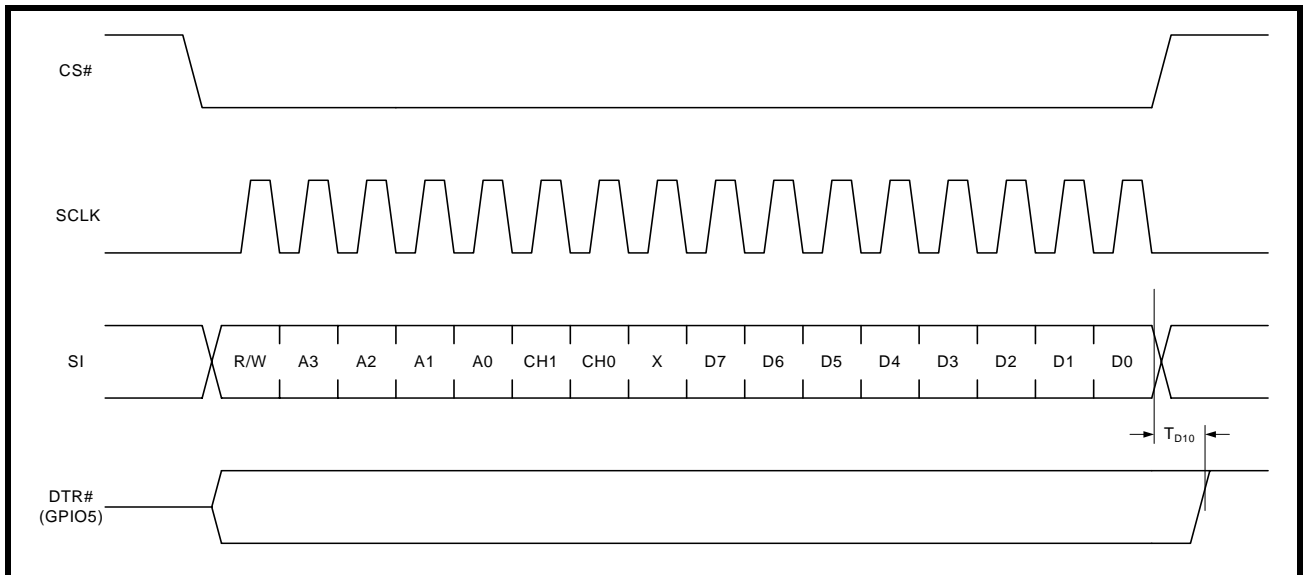 CS#
SCLK
SI R/W A3 A2 A1 A0 CH1 CH0 X D7 D6 D5 D4 D3 D2 D1 D0
TD10
DTR#
(GPIO5)